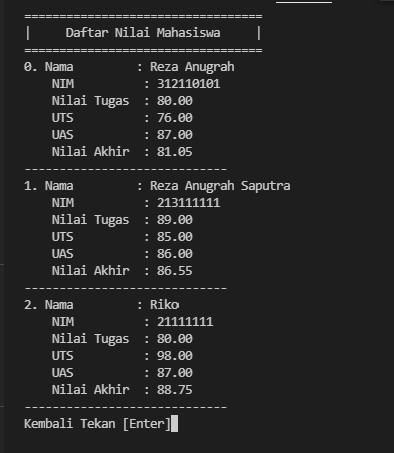 ==================================
|     Daftar Nilai Mahasiswa     |
==================================
0. Nama         : Reza Anugrah
    NIM          : 312110101
    Nilai Tugas  : 80.00
    UTS          : 76.00
    UAS          : 87.00
    Nilai Akhir  : 81.05
-----------------------------
1. Nama         : Reza Anugrah Saputra
    NIM          : 213111111
    Nilai Tugas  : 89.00
    UTS          : 85.00
    UAS          : 86.00
    Nilai Akhir  : 86.55
-----------------------------
2. Nama         : Riko
    NIM          : 21111111
    Nilai Tugas  : 80.00
    UTS          : 98.00
    UAS          : 87.00
    Nilai Akhir  : 88.75
-----------------------------
Kembali Tekan [Enter]